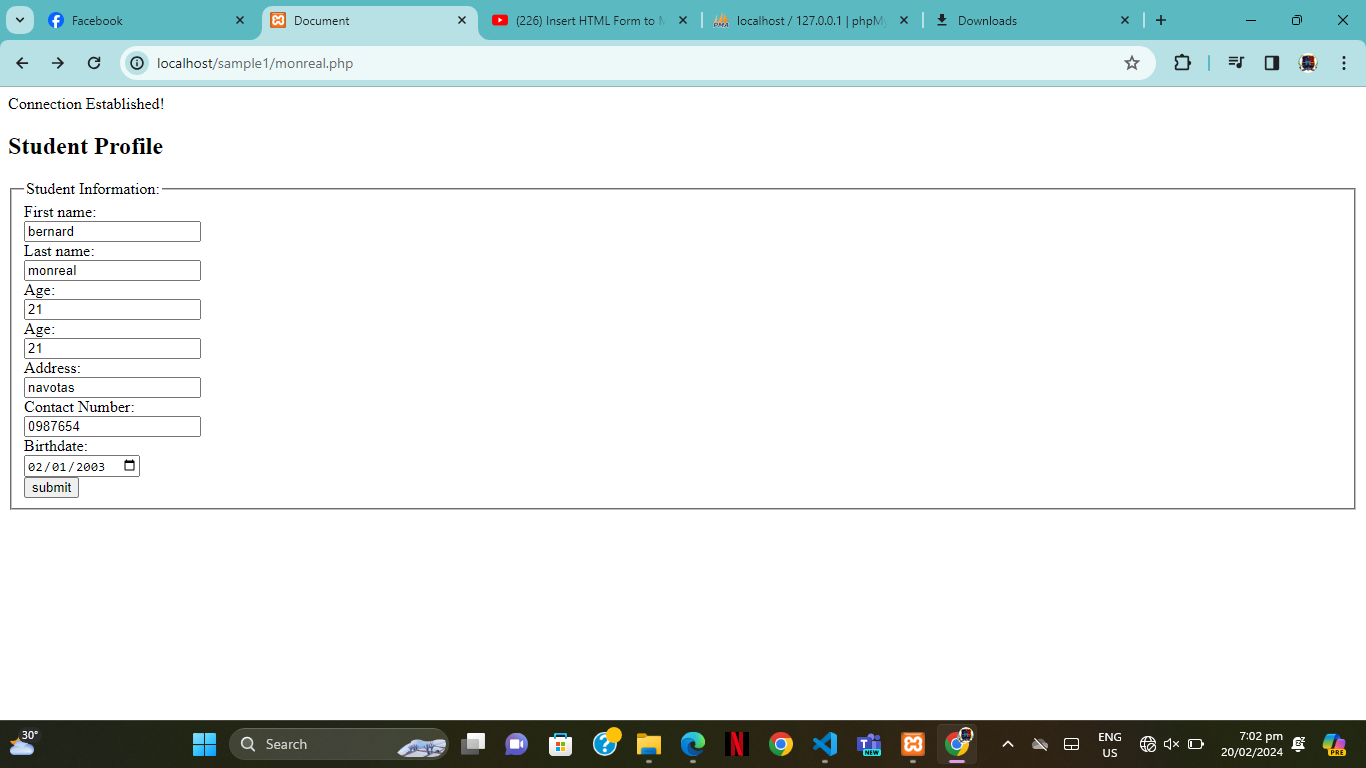 Facebook
Document
(226) Insert HTML Form to M
localhost / 127.0.0.1 | phpMy
Downloads
localhost/sample1/monreal.php
Connection Established!
Student Profile
Student Information:
First name:
bernard
Last name:
monreal
Age:
21
Age:
21
Address:
navotas
Contact Number:
0987654
Birthdate:
02/01/2003
submit
30°
Search
NEW
ENG
US
7:02 pm
20/02/2024
PRE